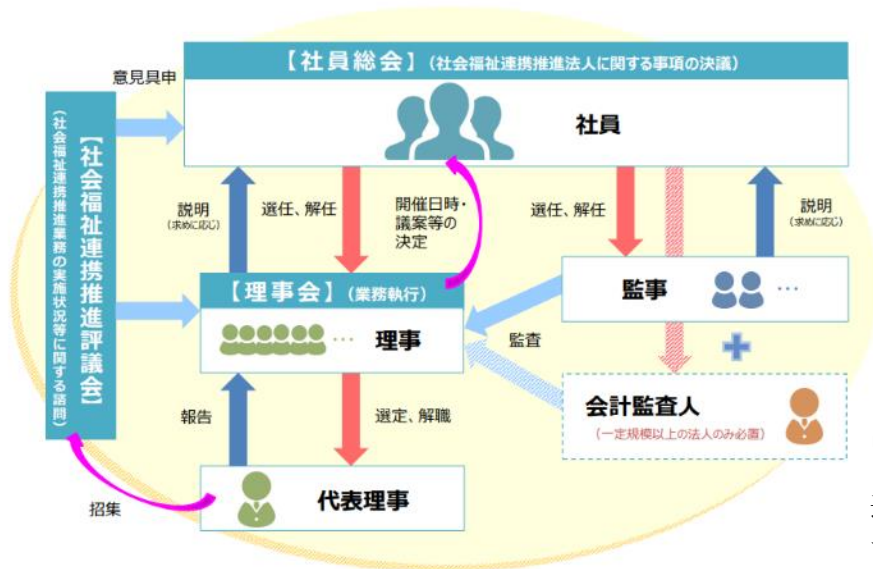 【社員総会】(社会福祉連携推進法人に関する事項の決議)
社員
意見具申
【社会福祉連携推進評議会】
(社会福祉連携推進業務の実施状況等に関する諮問)
説明
(求めに応じ)
選任、解任
開催日時・
議案等の
決定
選任、解任
説明
(求めに応じ)
【理事会】(業務執行)
… 理事
監事
…
監査
報告
選定、解職
会計監査人
(一定規模以上の法人のみ必置)
招集
代表理事